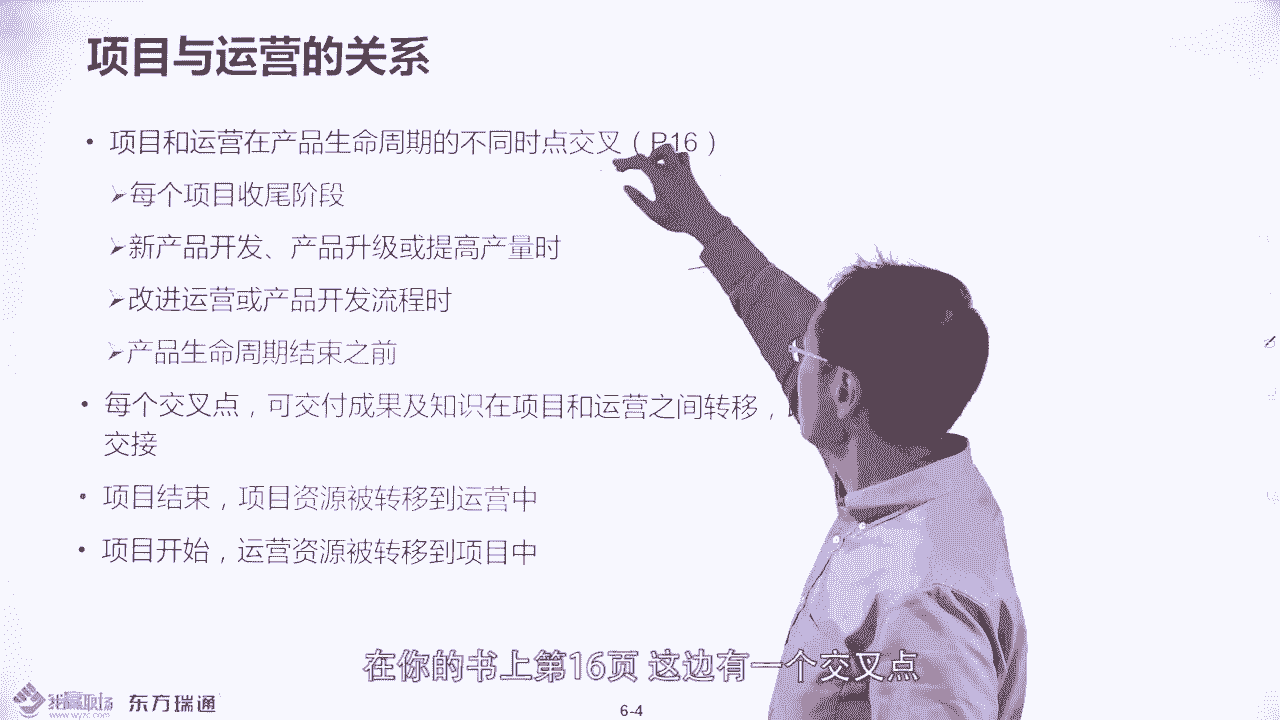 项目与运营的关系
• 项目和运营在产品生命周期的不同时点交叉（P16）
➢每个项目收尾阶段
➢新产品开发、产品升级或提高产量时
➢改进运营或产品开发流程时
➢产品生命周期结束之前
• 每个交叉点，可交付成果及知识在项目和运营之间转移，
交接
• 项目结束，项目资源被转移到运营中
• 项目开始，运营资源被转移到项目中
在你的书上第16页 这边有一个交叉点
我赢职场
www.wyzc.com
东方瑞通
6-4